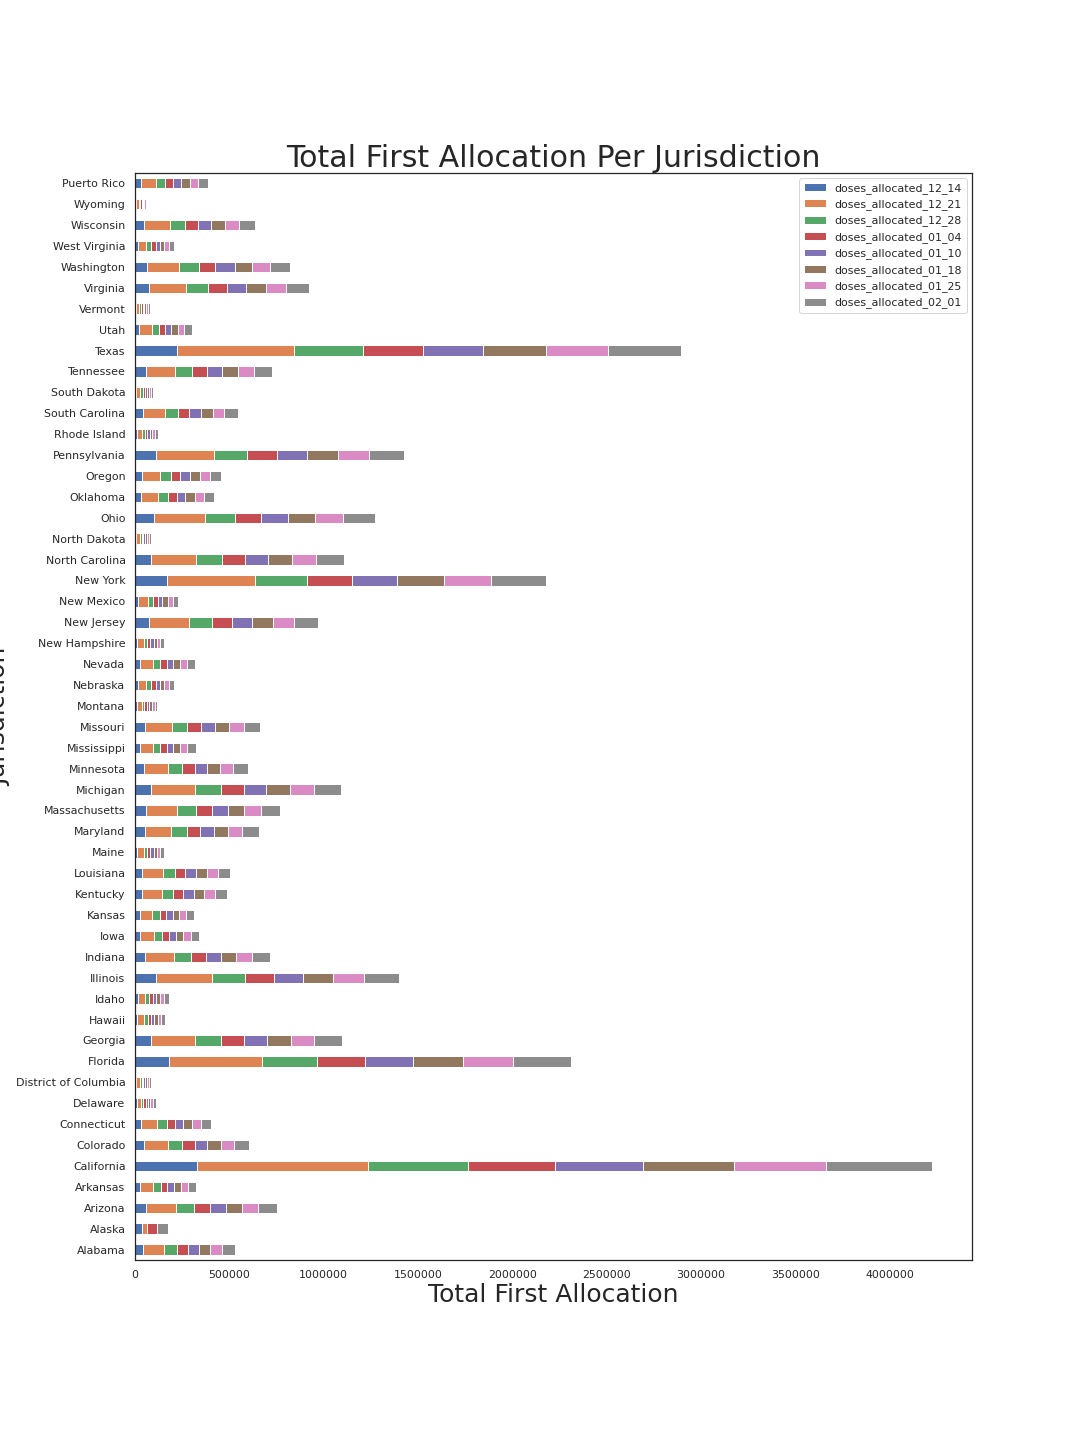 Total First Allocation Per Jurisdiction
Puerto Rico
Wyoming
Wisconsin
West Virginia
Washington
Virginia
Vermont
Utah
Texas
Tennessee
South Dakota
South Carolina
Rhode Island
Pennsylvania
Oregon
Oklahoma
Ohio
North Dakota
North Carolina
New York
New Mexico
New Jersey
New Hampshire
Nevada
Nebraska
Montana
Missouri
Mississippi
Minnesota
Michigan
Massachusetts
Maryland
Maine
Louisiana
Kentucky
Kansas
Iowa
Indiana
Illinois
Idaho
Hawaii
Georgia
Florida
District of Columbia
Delaware
Connecticut
Colorado
California
Arkansas
Arizona
Alaska
Alabama
doses_allocated_12_14
doses_allocated_12_21
doses_allocated_12_28
doses_allocated_01_04
doses_allocated_01_10
doses_allocated_01_18
doses_allocated_01_25
doses_allocated_02_01
0 500000 1000000 1500000 2000000 2500000 3000000 3500000 4000000
Total First Allocation